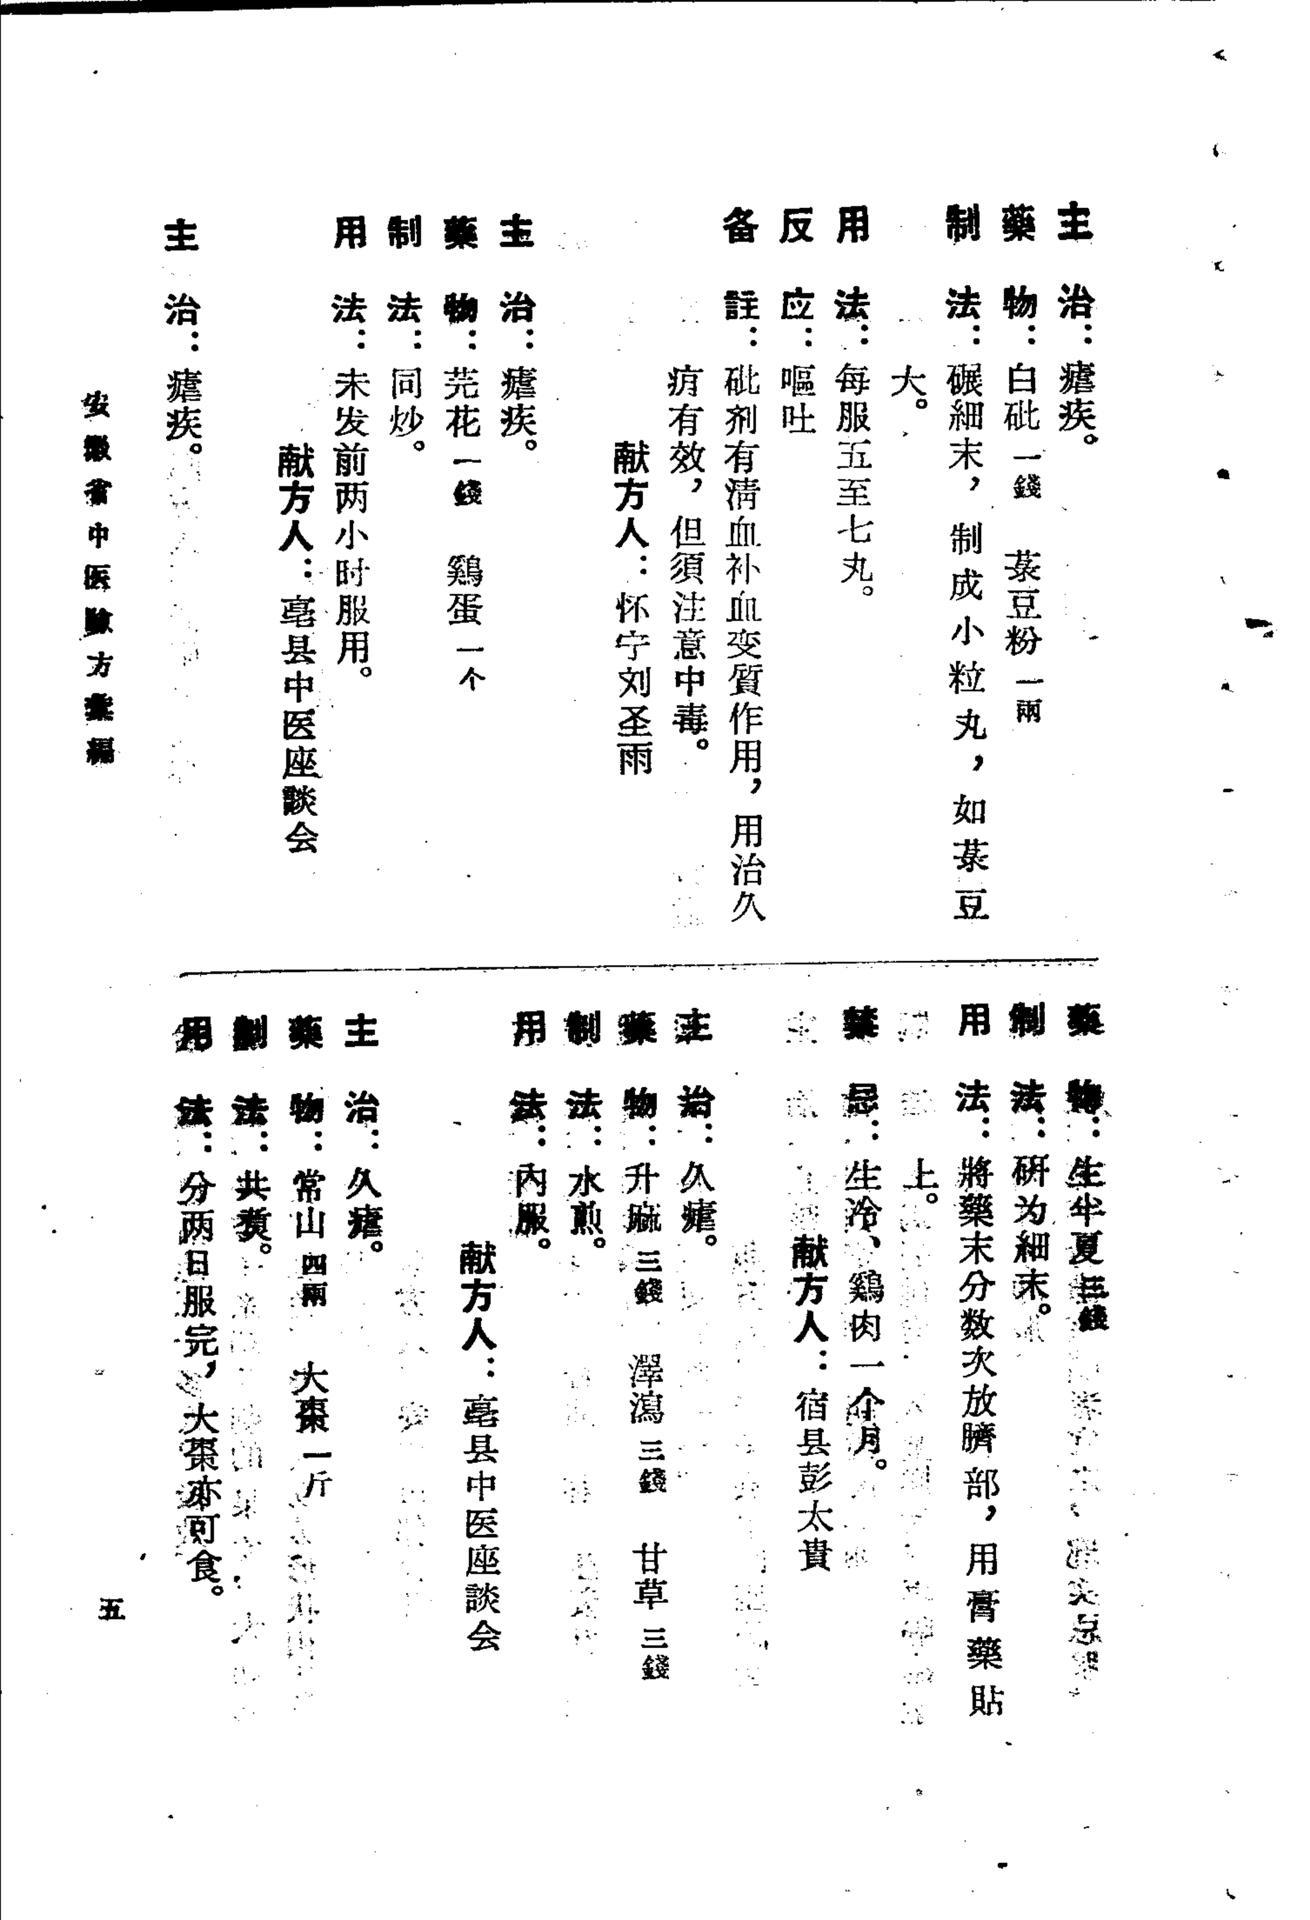 主　治：瘧疾。
藥　物：白砒一錢　菉豆粉一兩
制　法：碾細末，制成小粒丸，如菉豆
大。
用　法：每服五至七丸。
反　应：嘔吐
备　註：砒剂有淸血补血变質作用，用治久
痟有效，但須注意中毒。
献方人：怀宁刘圣雨
主　治：瘧疾。
藥　物：芫花一錢　鷄蛋一个
制　法：同炒。
用　法：未发前两小时服用。
献方人：亳县中医座談会
主　治：瘧疾。
藥　物：生半夏三錢
制　法：研为細末。
用　法：將藥末分数次放臍部，用膏藥貼
上。
禁　忌：生冷、鷄肉一个月。
献方人：宿县彭太貴
主　治：久瘧。
藥　物：升蔴三錢　澤瀉三錢　甘草三錢
制　法：水煎。
用　法：內服。
献方人：亳县中医座談会
主　治：久瘧。
藥　物：常山四兩　大棗一斤
制　法：共煑。
用　法：分两日服完，大棗亦可食。
安徽省中医驗方彙編
五